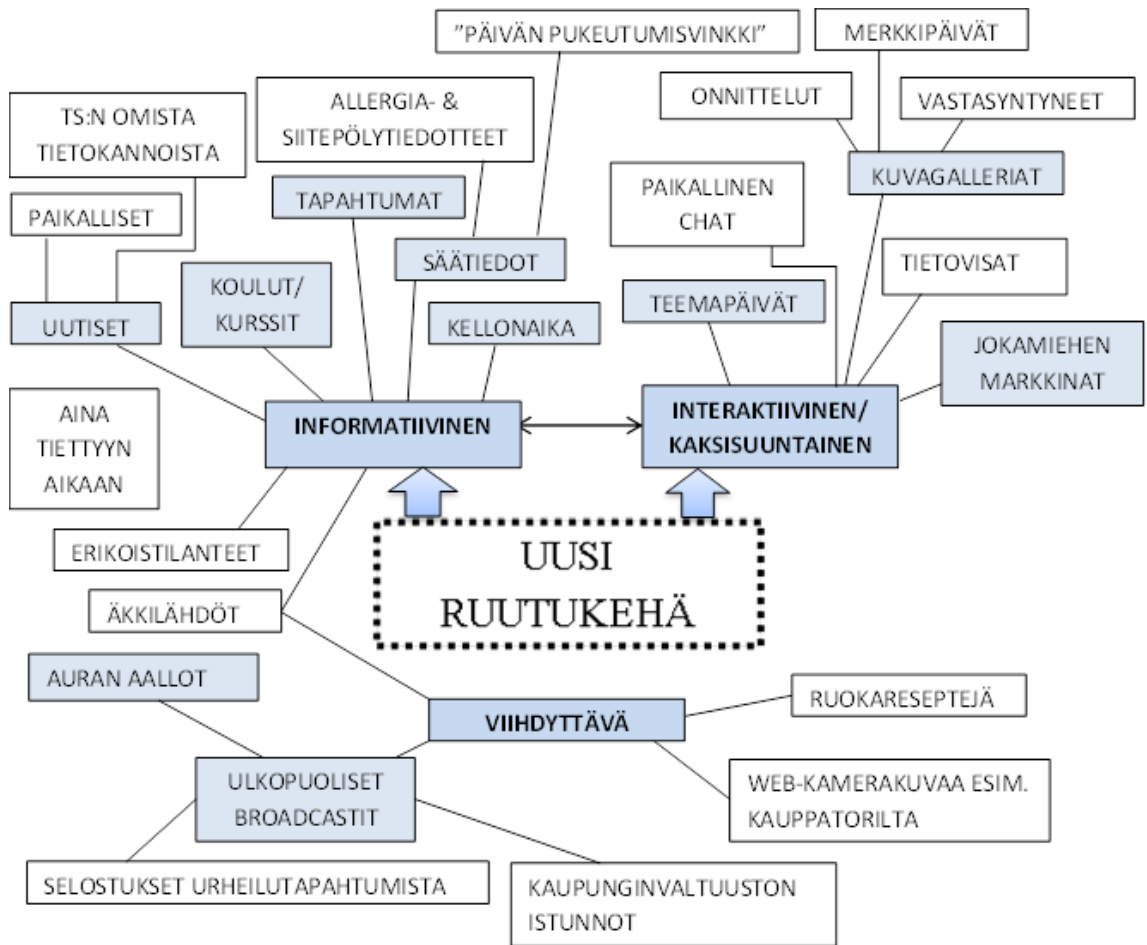 "PÄIVÄN PUKEUTUMISVINKKI"
MERKKIPÄIVÄT
ONNITTELUT
VASTASYNTYNEET
TS:N OMISTA
TIETOKANNOISTA
ALLERGIA- &
SIITEPÖLYTIEDOTTEET
KUVAGALLERIAT
PAIKALLISET
TAPAHTUMAT
PAIKALLINEN
CHAT
SÄÄTIEDOT
TIETOVISAT
KOULUT/
KURSSIT
TEEMAPÄIVÄT
UUTISET
KELLONAIKA
JOKAMIEHEN
MARKKINAT
AINA
TIETTYYN
AIKAAN
INFORMATIIVINEN
INTERAKTIIVINEN/
KAKSISUUNTAINEN
ERIKOISTILANTEET
UUSI
RUUTUKEHÄ
ÄKKILÄHDÖT
AURAN AALLOT
RUOKARESEPTEJÄ
VIIHDYTTÄVÄ
ULKOPUOLISET
BROADCASTIT
WEB-KAMERAKUVAA ESIM.
KAUPPATORILTA
SELOSTUKSET URHEILUTAPAHTUMISTA
KAUPUNGINVALTUUSTON
ISTUNNOT